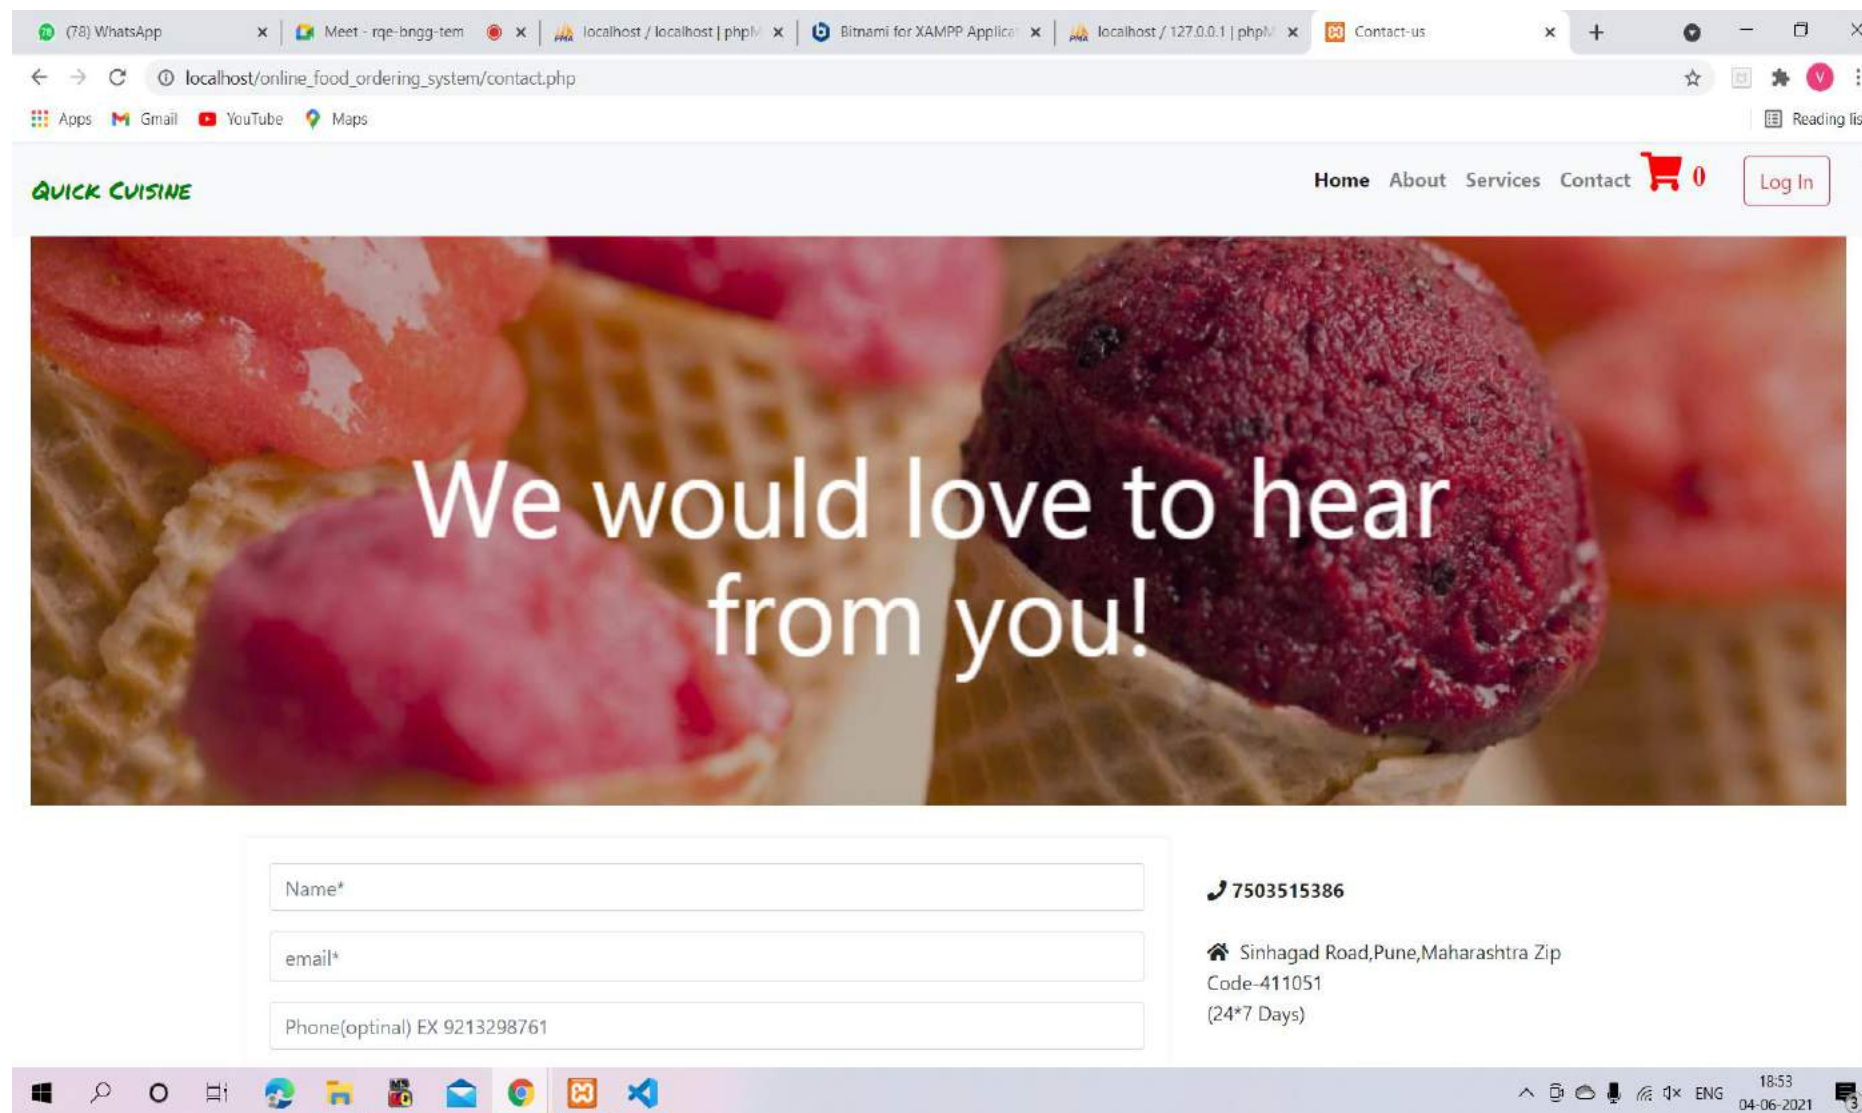 (78) WhatsApp
Meet - rqe-bngg-tem
localhost / localhost | phpM
Bitnami for XAMPP Applica
localhost / 127.0.0.1 | phpM
Contact-us
localhost/online_food_ordering_system/contact.php
V
Apps
Gmail
YouTube
Maps
Reading lis
Quick Cuisine
Home
About
Services
Contact
0
Log In
We would love to hear
from you!
Name*
email*
Phone(optinal) EX 9213298761
7503515386
Sinhagad Road,Pune,Maharashtra Zip
Code-411051
(24*7 Days)
ENG
18:53
04-06-2021
3